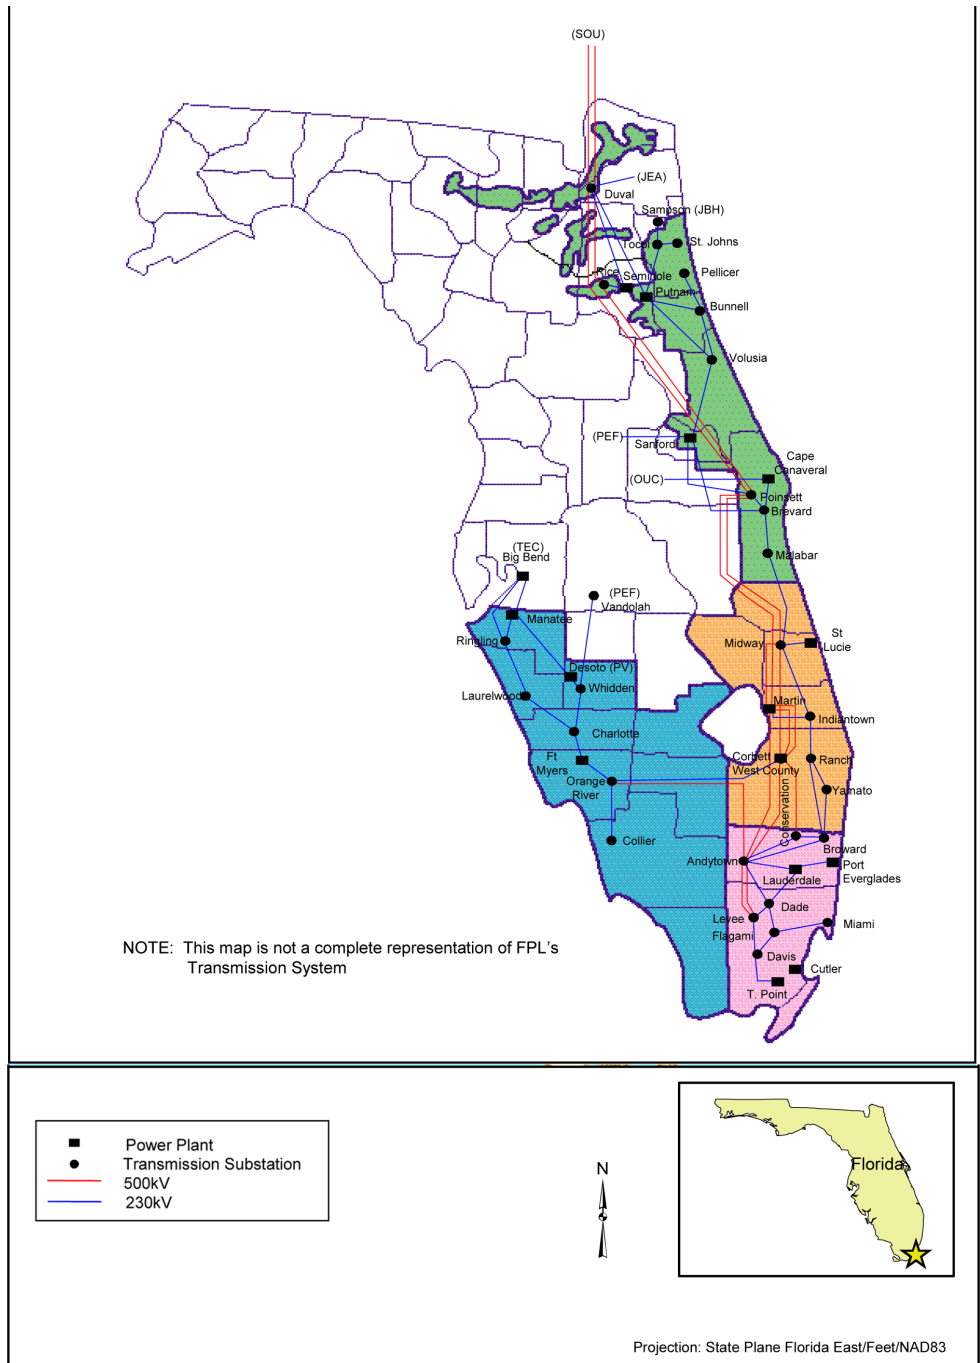 (SOU)
(JEA)
Duval
Sampson (JBH)
Tocoi
St. Johns
Rice
Seminole
Pellicer
Putnam
Bunnell
Volusia
(PEF)
Sanford
Cape
Canaveral
(OUC)
Poinsett
Brevard
Malabar
(TEC)
Big Bend
(PEF)
Vandolah
Manatee
Ringling
Midway
St
Lucie
Desoto (PV)
Whidden
Laurelwood
Martin
Indiantown
Charlotte
Ft
Myers
Corbett
West County
Ranch
Orange
River
Yamato
Conservation
Collier
Broward
Andytown
Port
Everglades
Lauderdale
Dade
Levee
Miami
Flagami
Davis
Cutler
T. Point
NOTE: This map is not a complete representation of FPL's
Transmission System
Power Plant
Transmission Substation
500kV
230kV
N
Florida
Projection: State Plane Florida East/Feet/NAD83